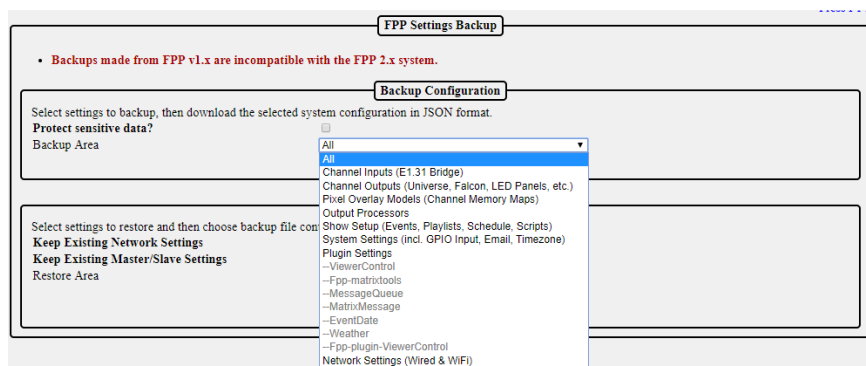 FPP Settings Backup
• Backups made from FPP v1.x are incompatible with the FPP 2.x system.
Backup Configuration
Select settings to backup, then download the selected system configuration in JSON format.
Protect sensitive data?
Backup Area
All
All
Channel Inputs (E1.31 Bridge)
Channel Outputs (Universe, Falcon, LED Panels, etc.)
Pixel Overlay Models (Channel Memory Maps)
Output Processors
Show Setup (Events, Playlists, Schedule, Scripts)
System Settings (incl. GPIO Input, Email, Timezone)
Plugin Settings
--ViewerControl
--Fpp-matrixtools
--MessageQueue
--MatrixMessage
--EventDate
--Weather
--Fpp-plugin-ViewerControl
Network Settings (Wired & WiFi)
Select settings to restore and then choose backup file con
Keep Existing Network Settings
Keep Existing Master/Slave Settings
Restore Area